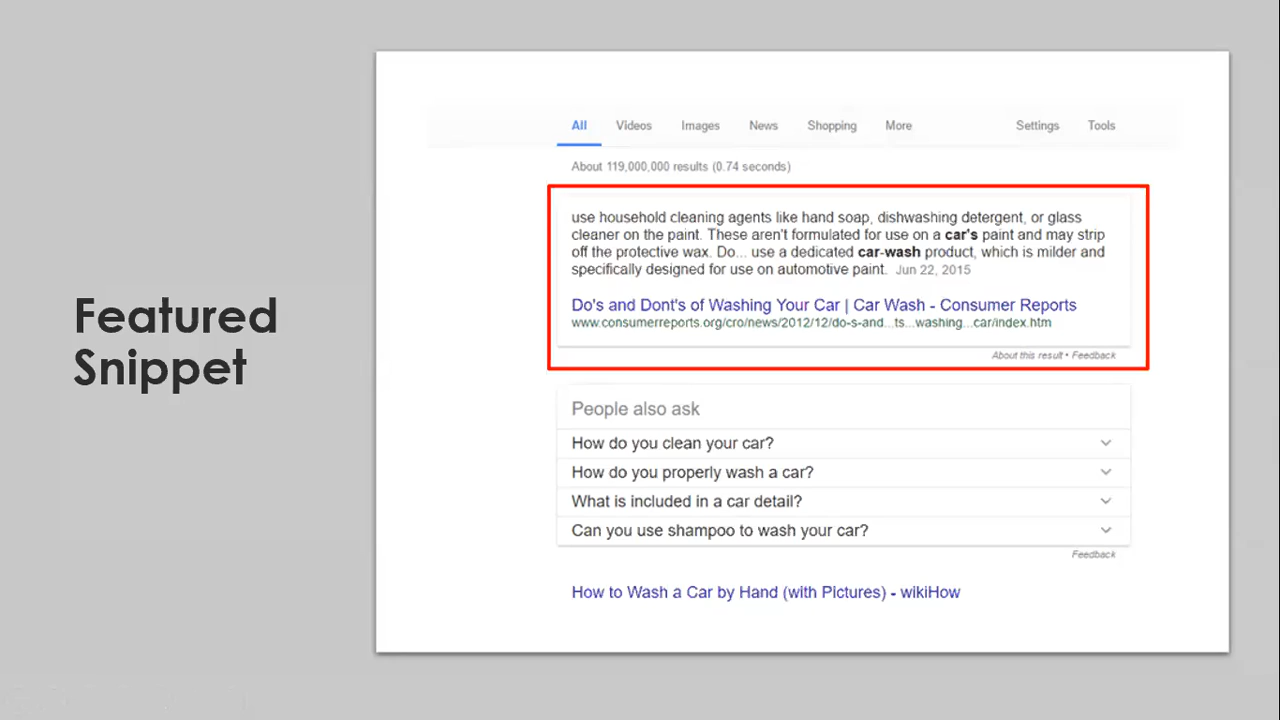 Featured
Snippet
All Videos Images News Shopping More Settings Tools
About 119,000,000 results (0.74 seconds)
use household cleaning agents like hand soap, dishwashing detergent, or glass
cleaner on the paint. These aren't formulated for use on a car's paint and may strip
off the protective wax. Do... use a dedicated car-wash product, which is milder and
specifically designed for use on automotive paint. Jun 22, 2015
Do's and Dont's of Washing Your Car | Car Wash - Consumer Reports
www.consumerreports.org/cro/news/2012/12/do-s-and...ts...washing...car/index.htm
About this result • Feedback
People also ask
How do you clean your car?
How do you properly wash a car?
What is included in a car detail?
Can you use shampoo to wash your car?
Feedback
How to Wash a Car by Hand (with Pictures) - wikiHow